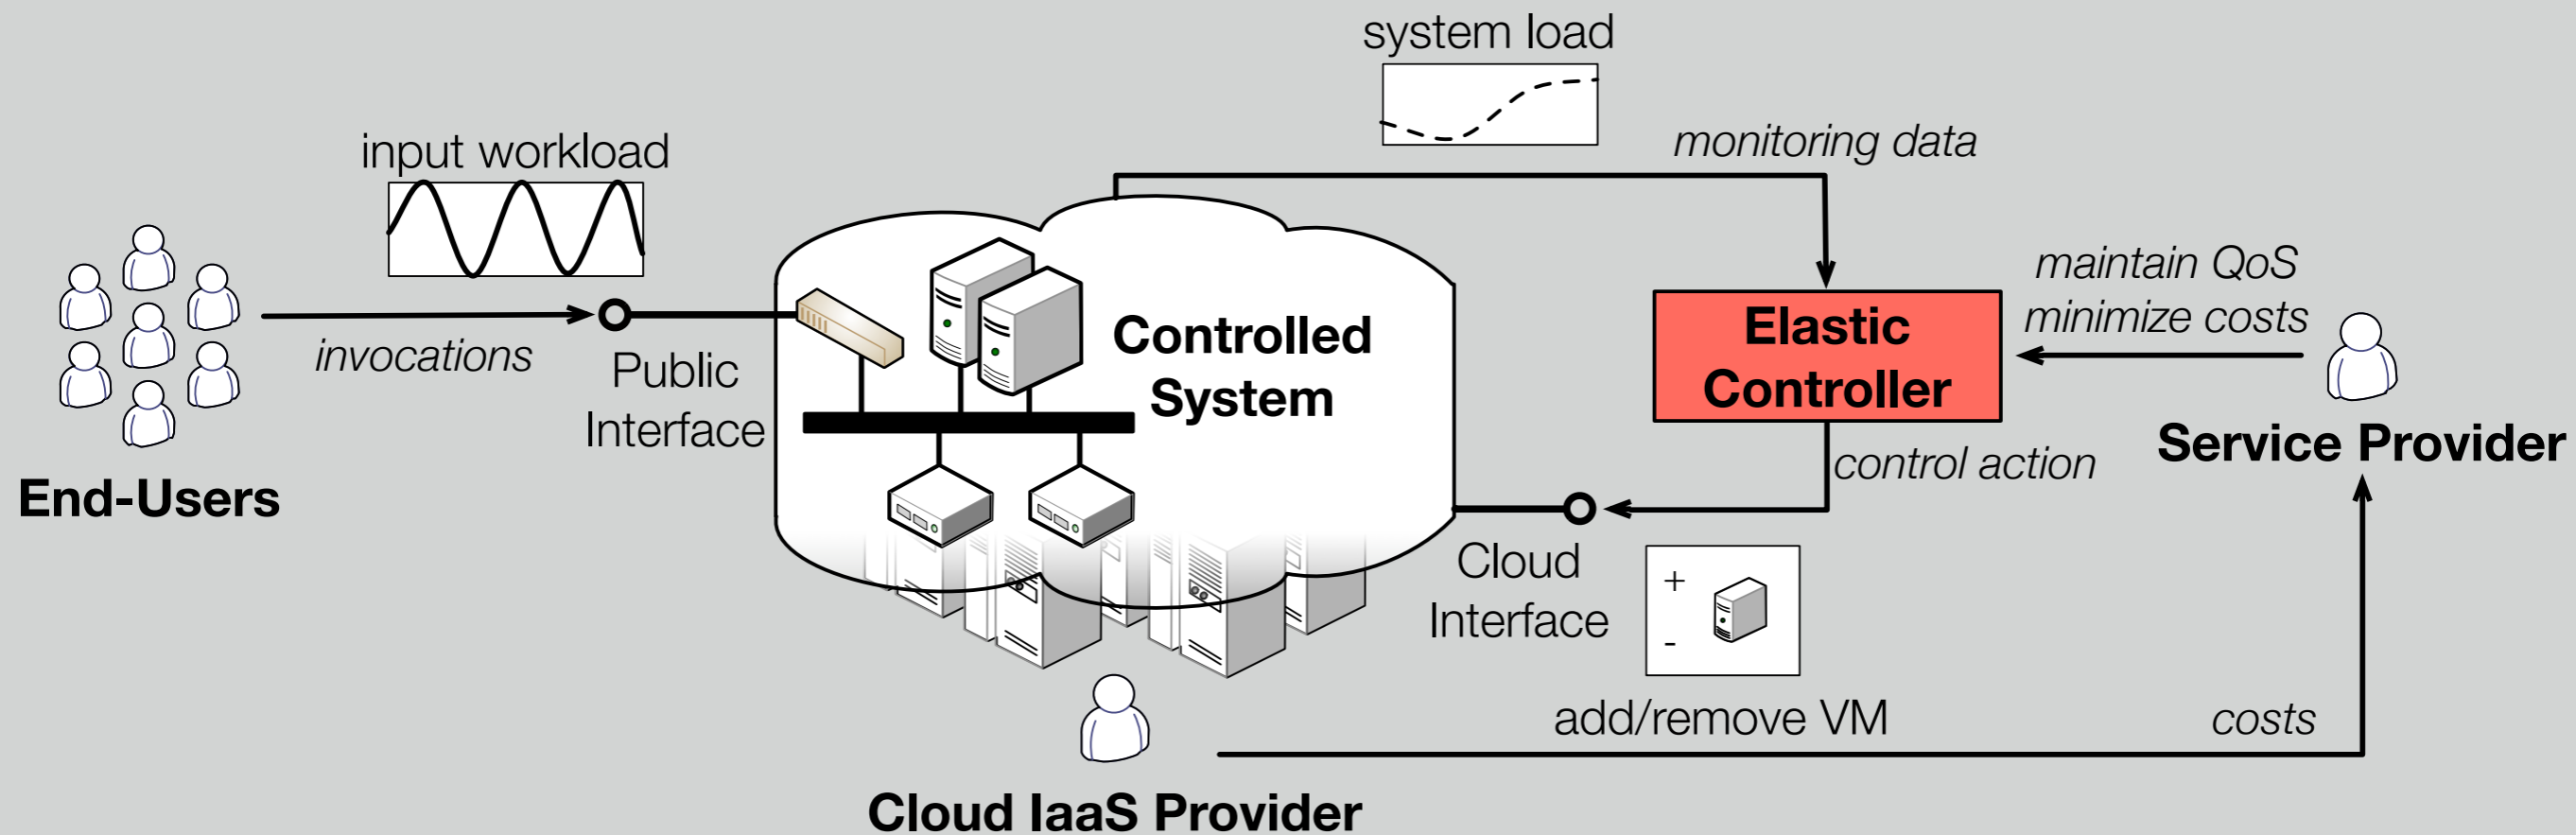 system load
input workload
monitoring data
maintain QoS
minimize costs
invocations
Public
Interface
Controlled
System
Elastic
Controller
control action
Service Provider
End-Users
Cloud
Interface
+
-
add/remove VM
costs
Cloud IaaS Provider